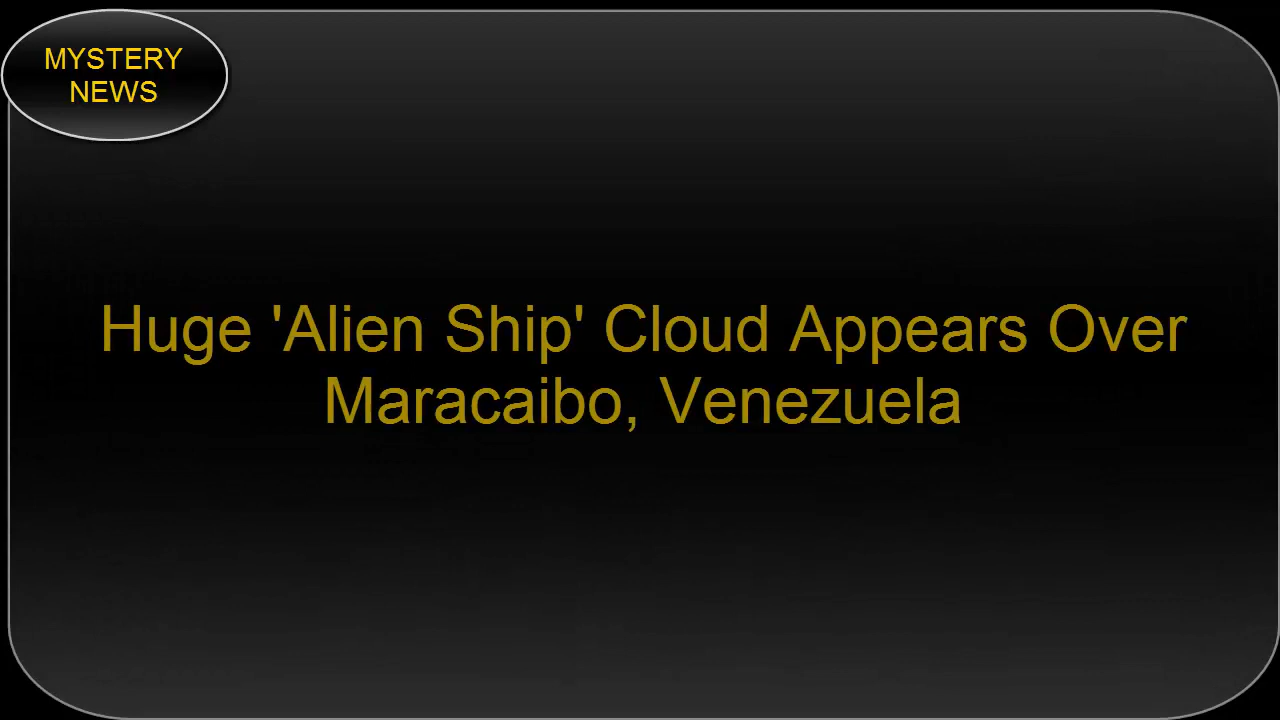 MYSTERY
NEWS
Huge 'Alien Ship' Cloud Appears Over
Maracaibo, Venezuela